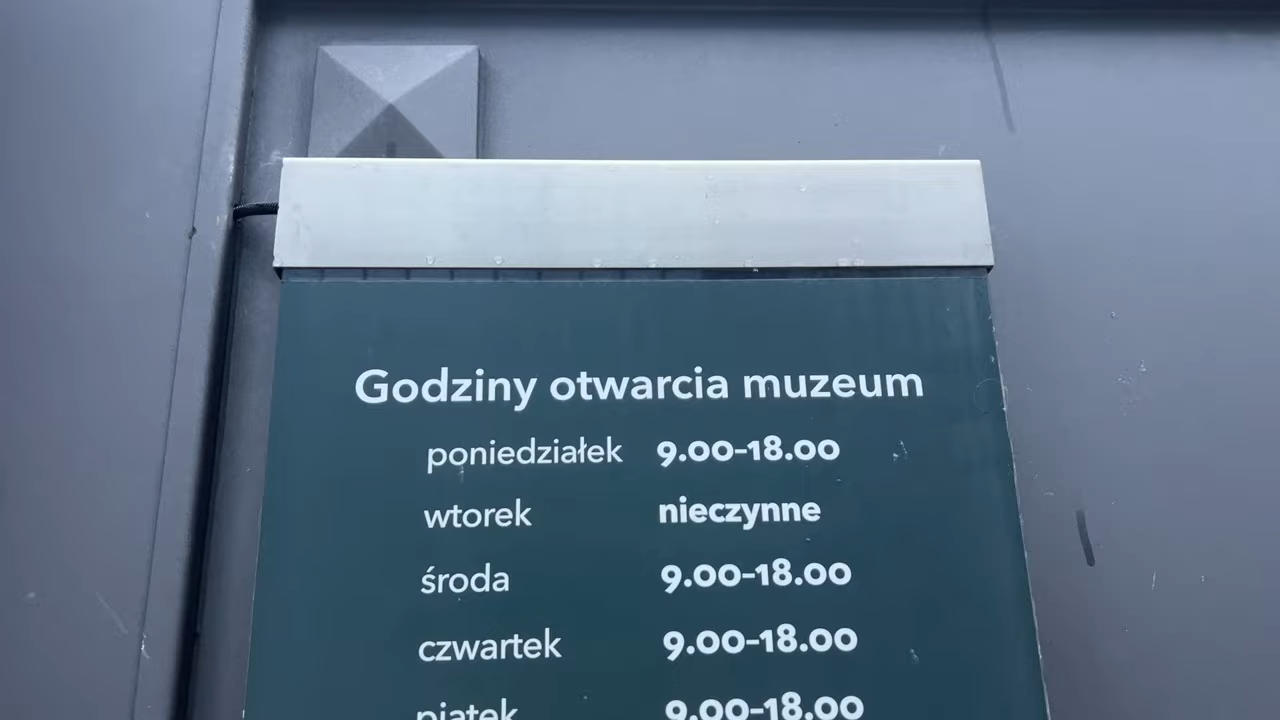 Godziny otwarcia muzeum
poniedziałek 9.00-18.00
wtorek nieczynne
środa 9.00-18.00
czwartek 9.00-18.00
piątek 9.00-18.00